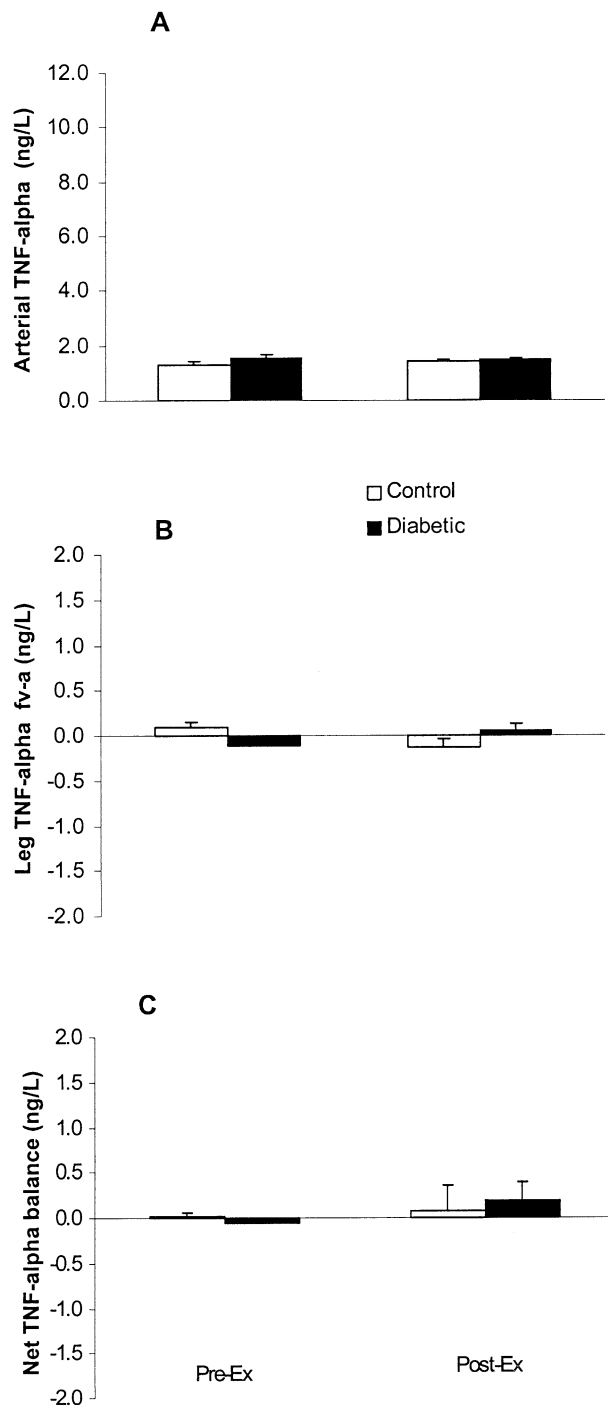 A
Arterial TNF-alpha (ng/L)
12.0
10.0
8.0
6.0
4.0
2.0
0.0
Control
Diabetic
B
Leg TNF-alpha fv-a (ng/L)
2.0
1.5
1.0
0.5
0.0
-0.5
-1.0
-1.5
-2.0
C
Net TNF-alpha balance (ng/L)
2.0
1.5
1.0
0.5
0.0
-0.5
-1.0
-1.5
-2.0
Pre-Ex
Post-Ex